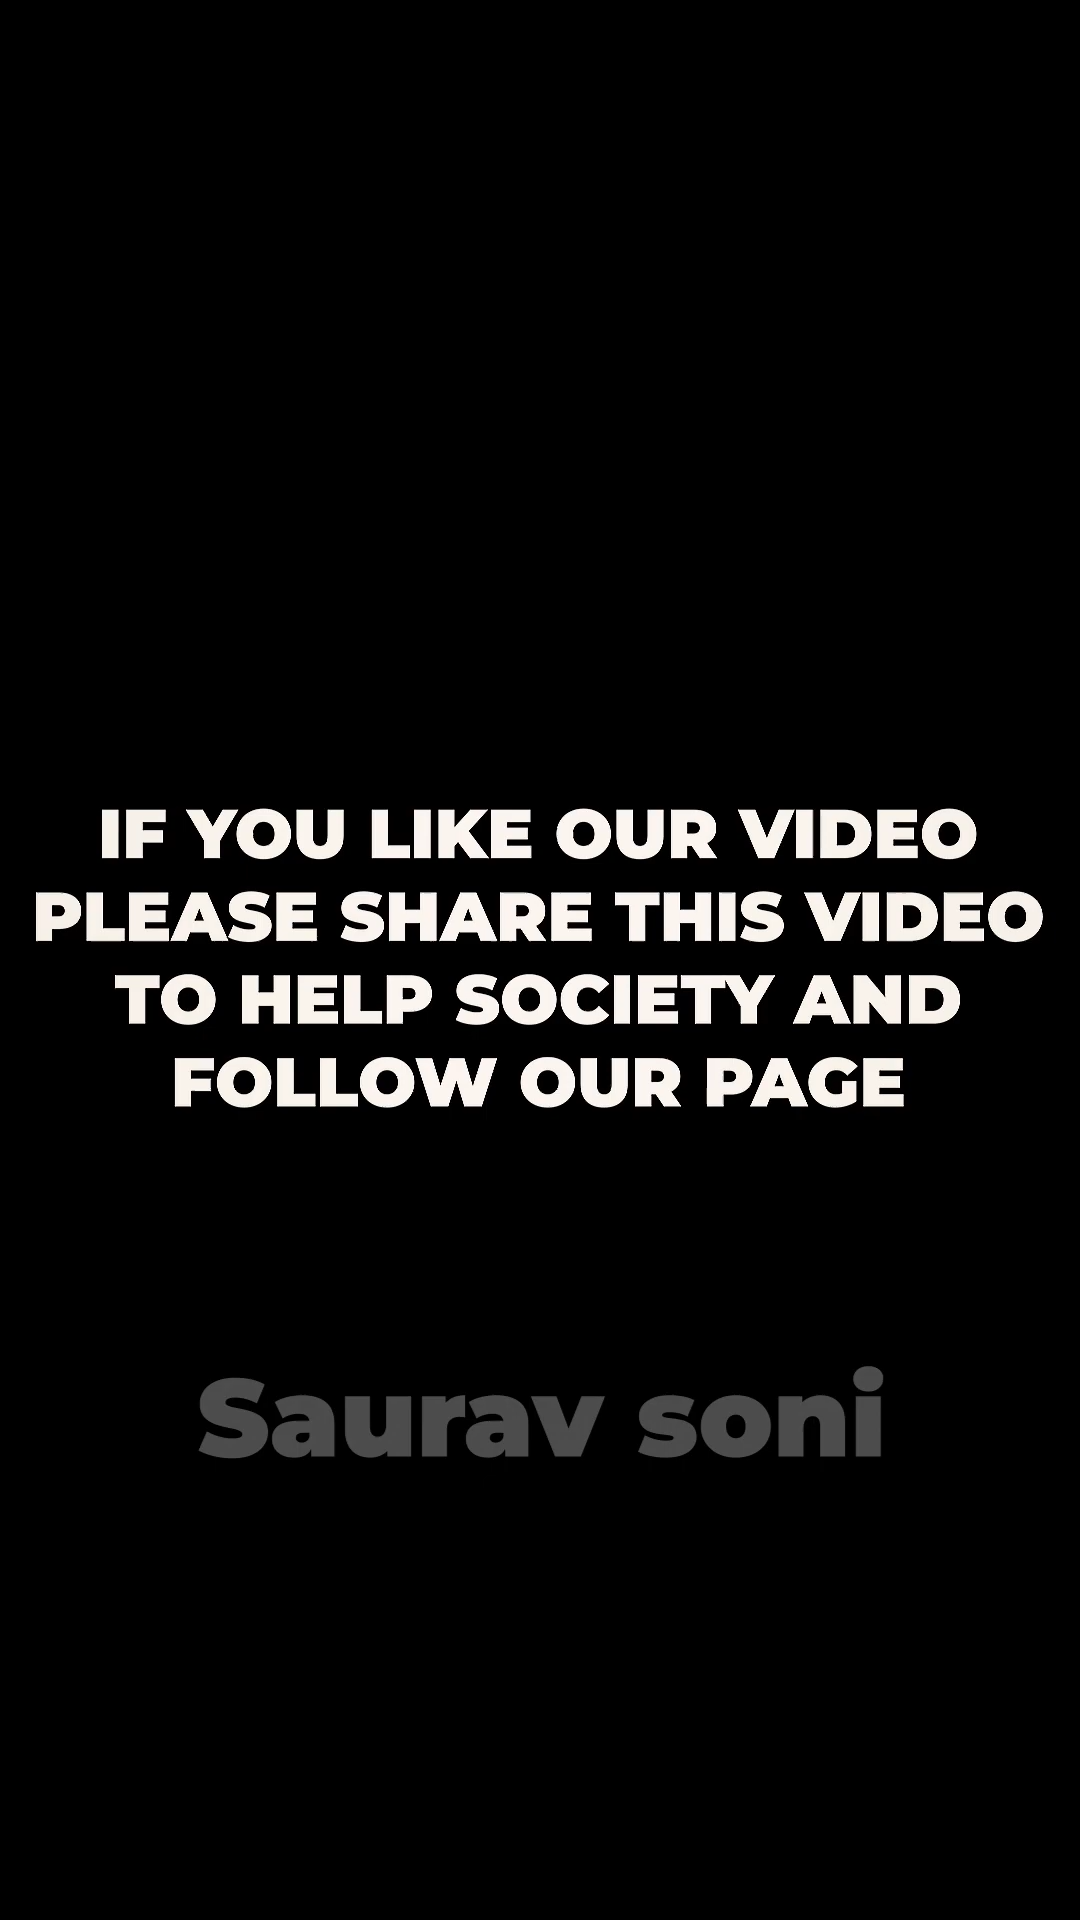 IF YOU LIKE OUR VIDEO
PLEASE SHARE THIS VIDEO
TO HELP SOCIETY AND
FOLLOW OUR PAGE
Saurav soni